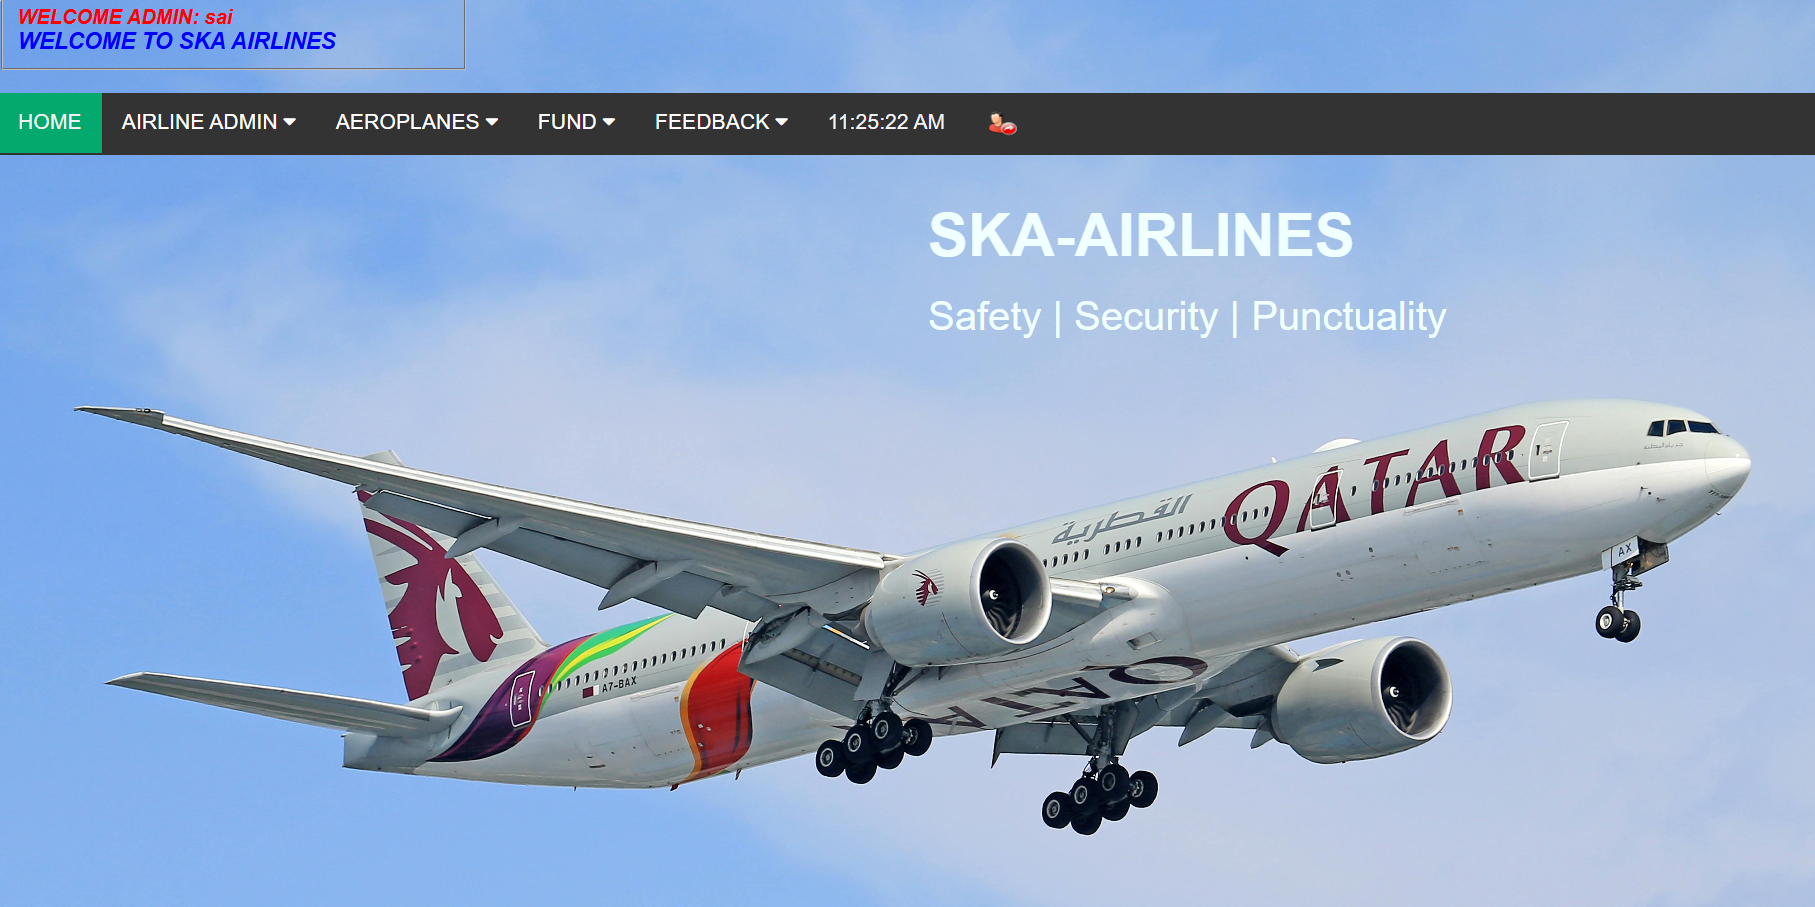 WELCOME ADMIN: sai
WELCOME TO SKA AIRLINES
HOME
AIRLINE ADMIN
AEROPLANES
FUND
FEEDBACK
11:25:22 AM
SKA-AIRLINES
Safety | Security | Punctuality
QATAR
القطرية
AX
A7-BAX
QATA